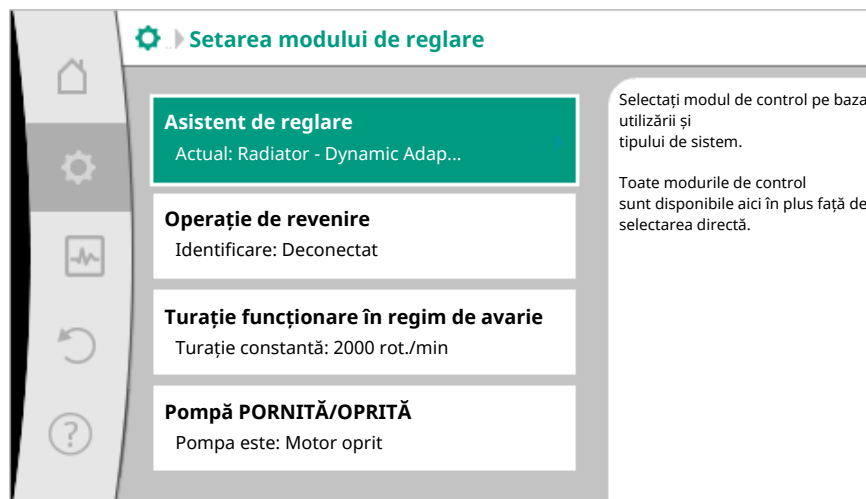 Setarea modului de reglare
Asistent de reglare
Actual: Radiator - Dynamic Adap...
Operație de revenire
Identificare: Deconectat
Turație funcționare în regim de avarie
Turație constantă: 2000 rot./min
Pompă PORNITĂ/OPRITĂ
Pompa este: Motor oprit
Selectați modul de control pe baza
utilizării și
tipului de sistem.
Toate modurile de control
sunt disponibile aici în plus față de
selectarea directă.
?